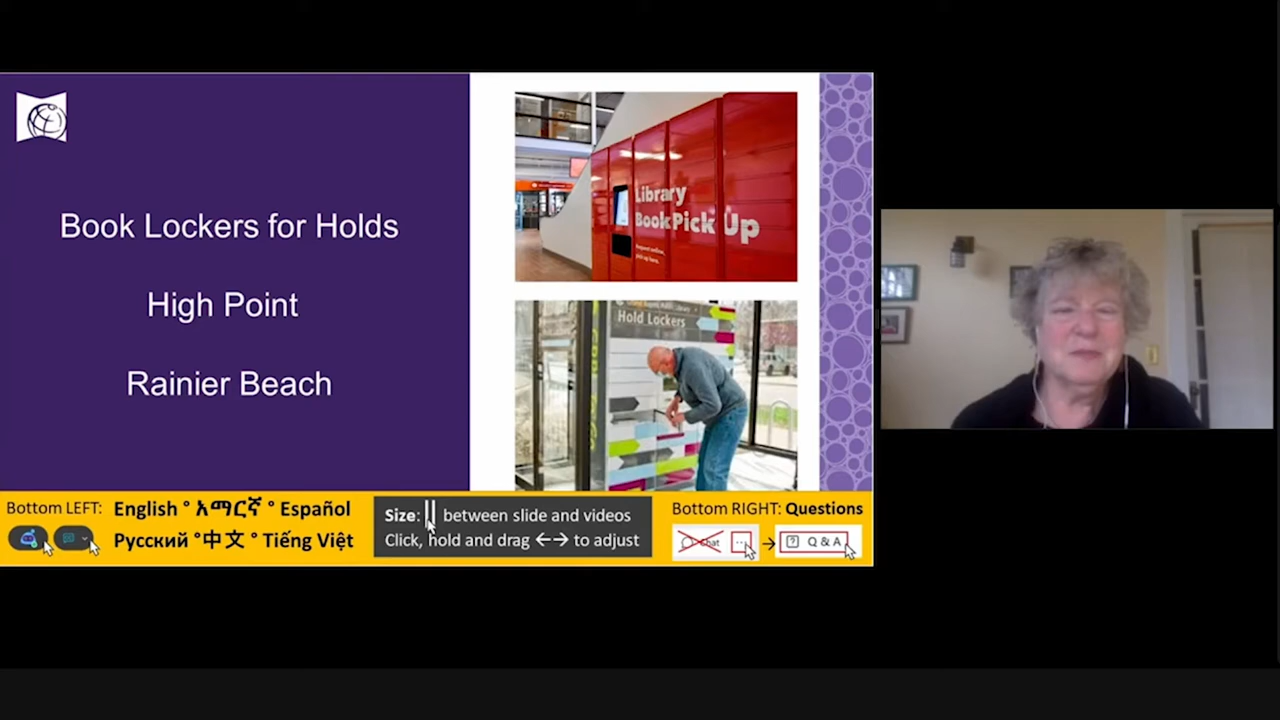 Book Lockers for Holds
High Point
Rainier Beach
Library
Book Pick Up
Hold Lockers
Bottom LEFT: English ° አማርኛ ° Español
Русский ° 中文 ° Tiếng Việt
Size: between slide and videos
Click, hold and drag ←→ to adjust
Bottom RIGHT: Questions
Chat ... → ? Q & A